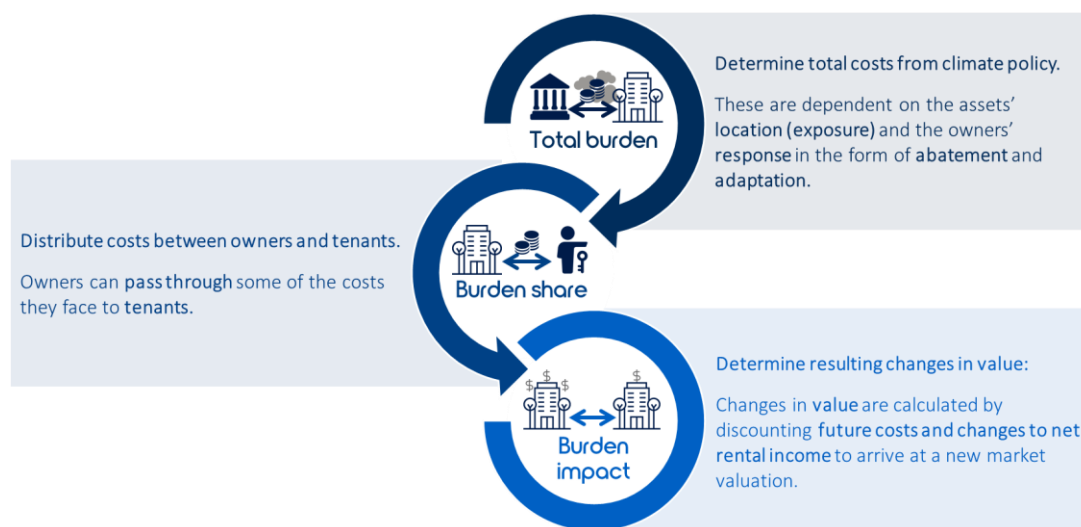 Total burden
Determine total costs from climate policy.
These are dependent on the assets’
location (exposure) and the owners’
response in the form of abatement and
adaptation.
Distribute costs between owners and tenants.
Owners can pass through some of the costs
they face to tenants.
Burden share
$ $ $
$
Burden
impact
Determine resulting changes in value:
Changes in value are calculated by
discounting future costs and changes to net
rental income to arrive at a new market
valuation.